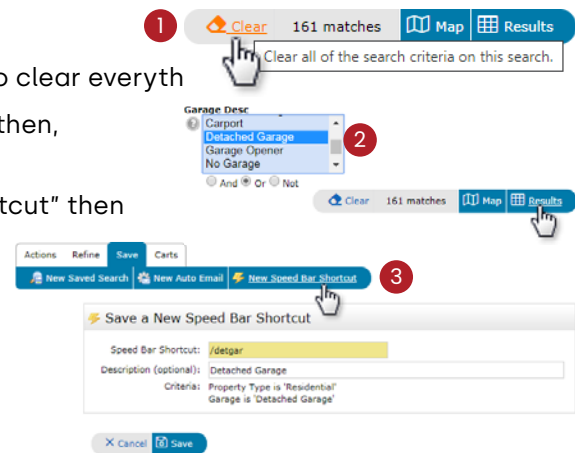 1 Clear 161 matches Map Results
Clear all of the search criteria on this search.
o clear everyth
then,
Garage Desc
Carport
Detached Garage
Garage Opener
No Garage
2
And Or Not
tcut” then
Clear 161 matches Map Results
Actions Refine Save Carts
New Saved Search New Auto Email New Speed Bar Shortcut 3
Save a New Speed Bar Shortcut
Speed Bar Shortcut: /detgar
Description (optional): Detached Garage
Criteria: Property Type is 'Residential'
Garage is 'Detached Garage'
Cancel Save